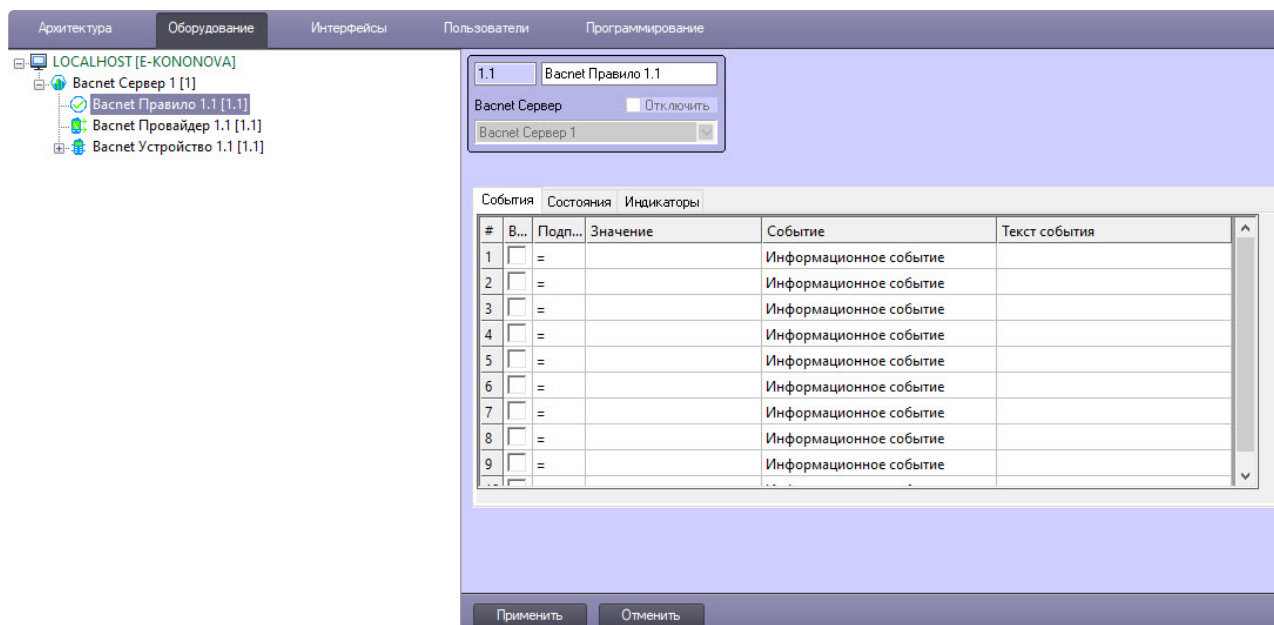 Архитектура Оборудование Интерфейсы Пользователи Программирование
LOCALHOST [E-KONONOVA]
Bacnet Сервер 1 [1]
Bacnet Правило 1.1 [1.1]
Bacnet Провайдер 1.1 [1.1]
Bacnet Устройство 1.1 [1.1]
1.1 Bacnet Правило 1.1
Bacnet Сервер Отключить
Bacnet Сервер 1
События Состояния Индикаторы
# В... Подп... Значение Событие Текст события
1 = Информационное событие
2 = Информационное событие
3 = Информационное событие
4 = Информационное событие
5 = Информационное событие
6 = Информационное событие
7 = Информационное событие
8 = Информационное событие
9 = Информационное событие
Применить Отменить